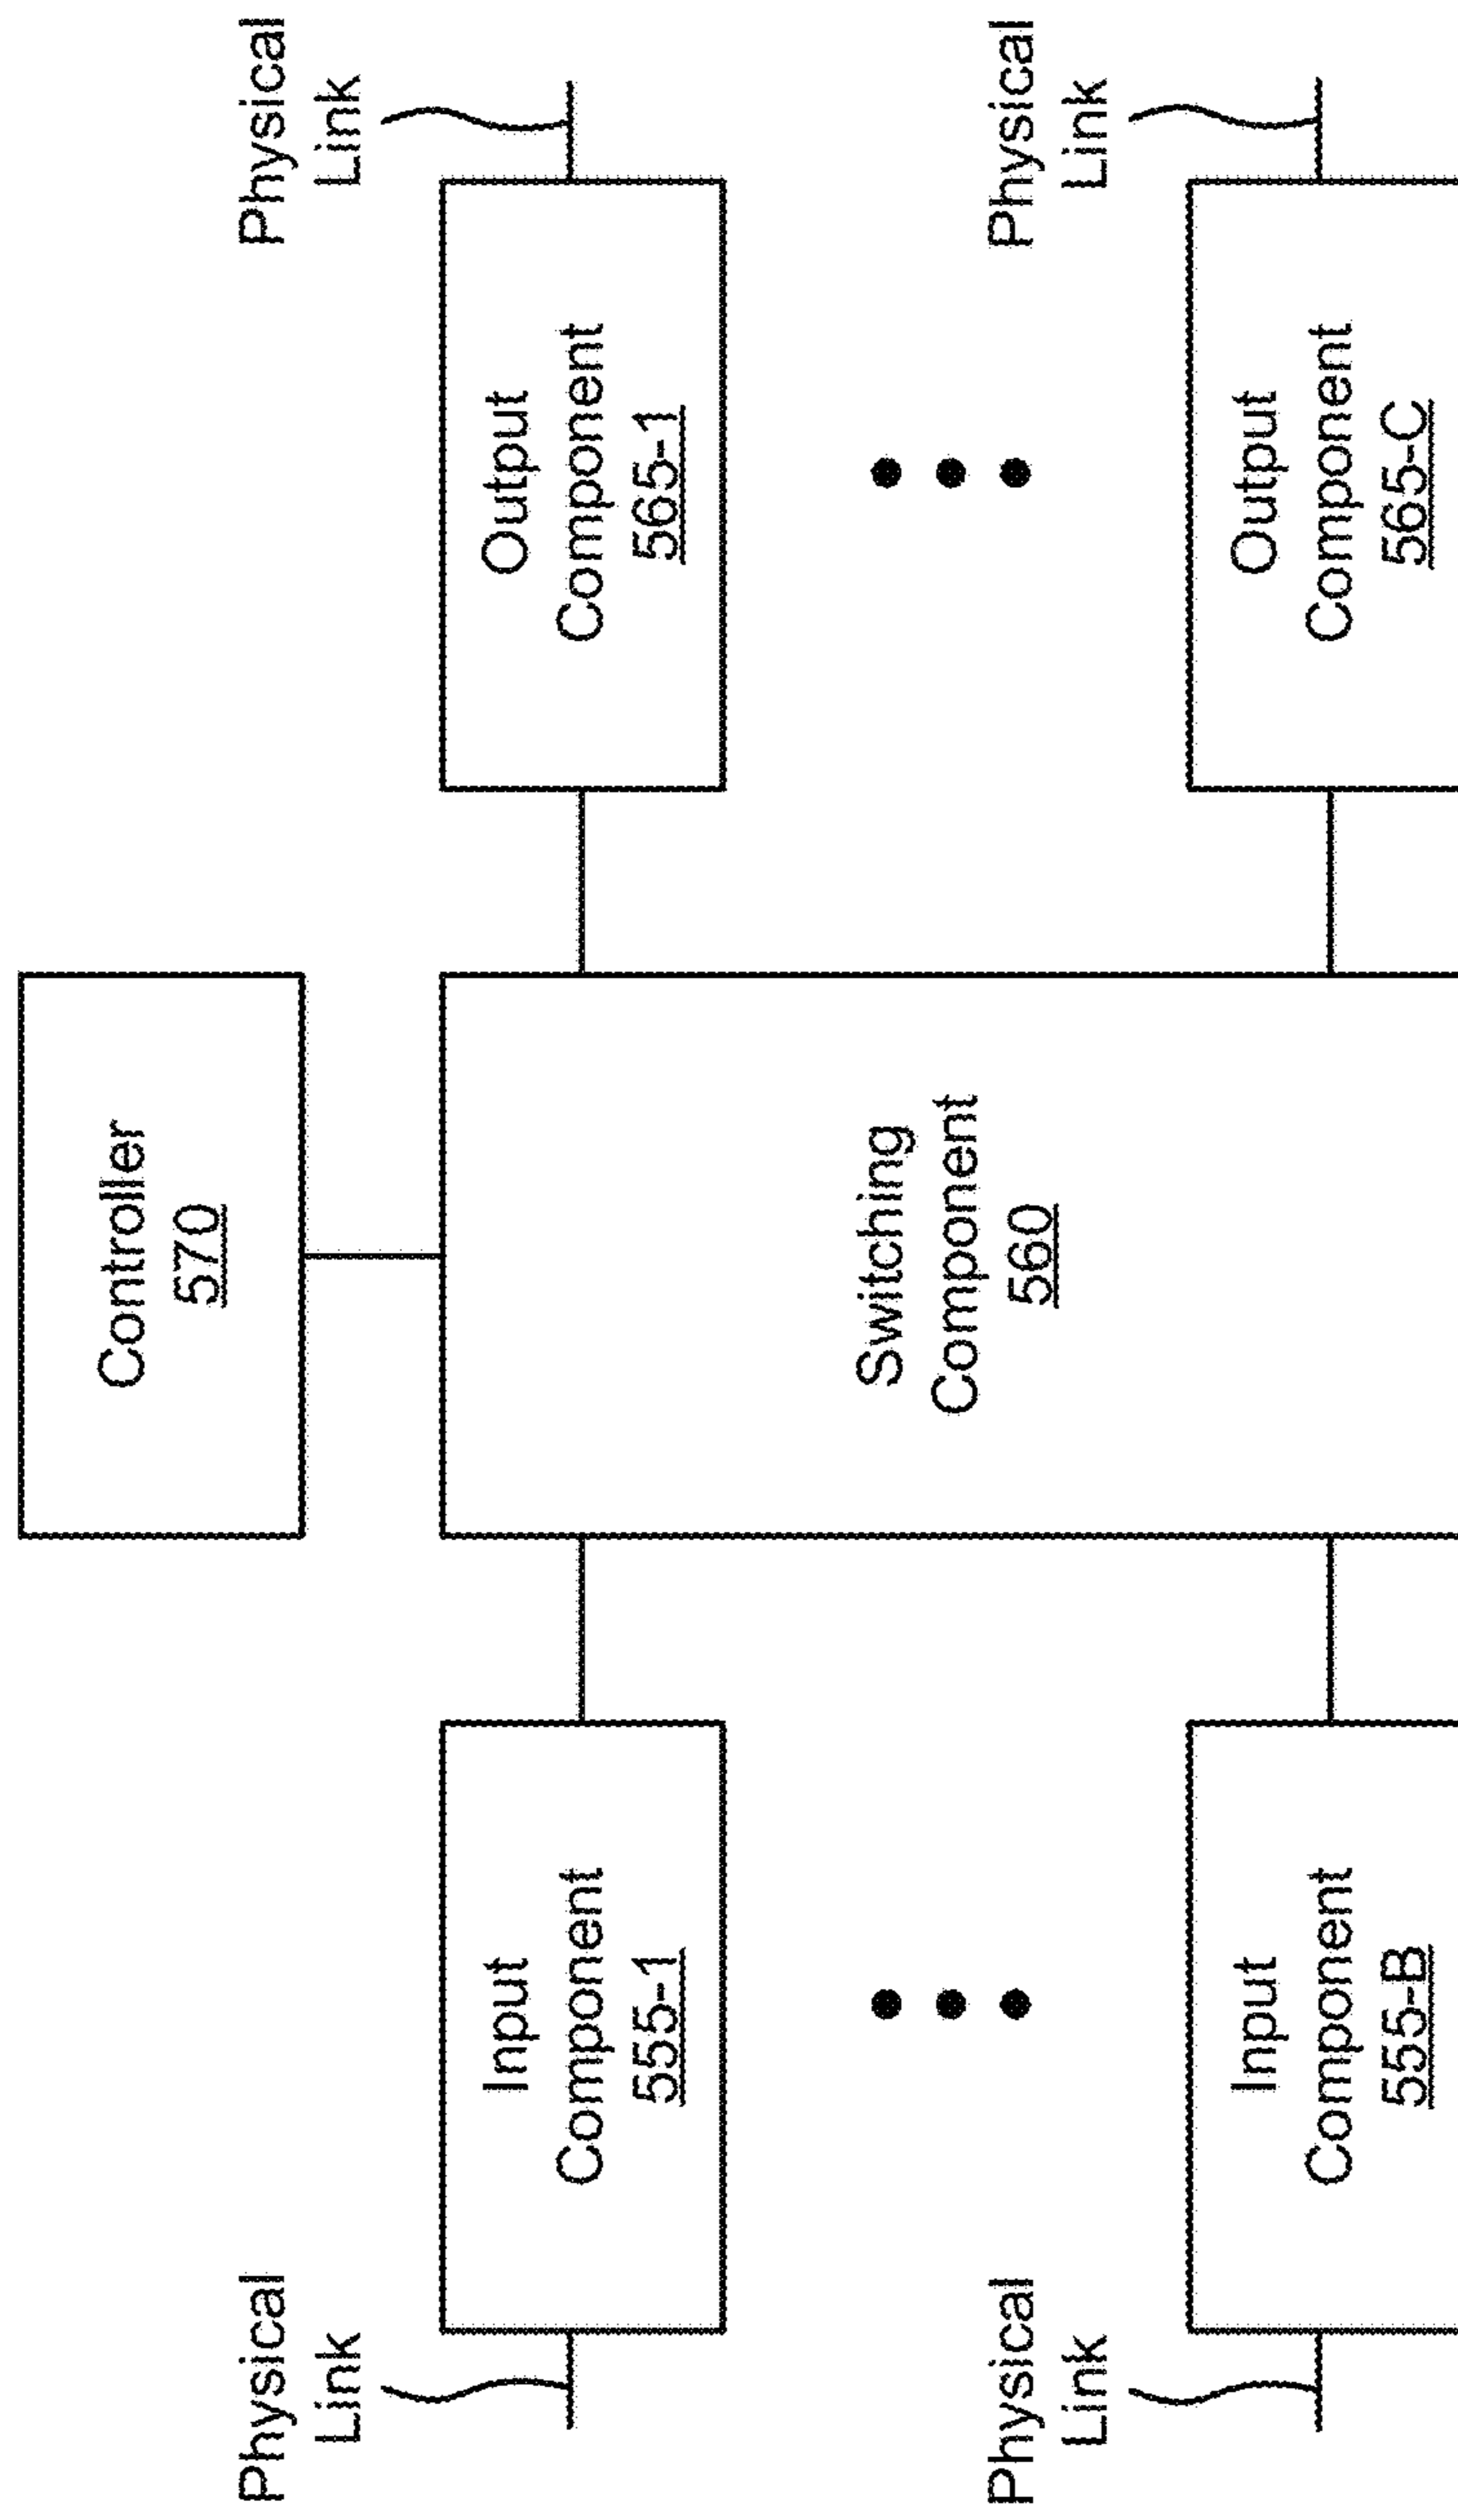 Controller
570
Physical
Link
Physical
Link
Input
Component
555-1
Output
Component
565-1
Switching
Component
560
Physical
Link
Physical
Link
Input
Component
555-B
Output
Component
565-C